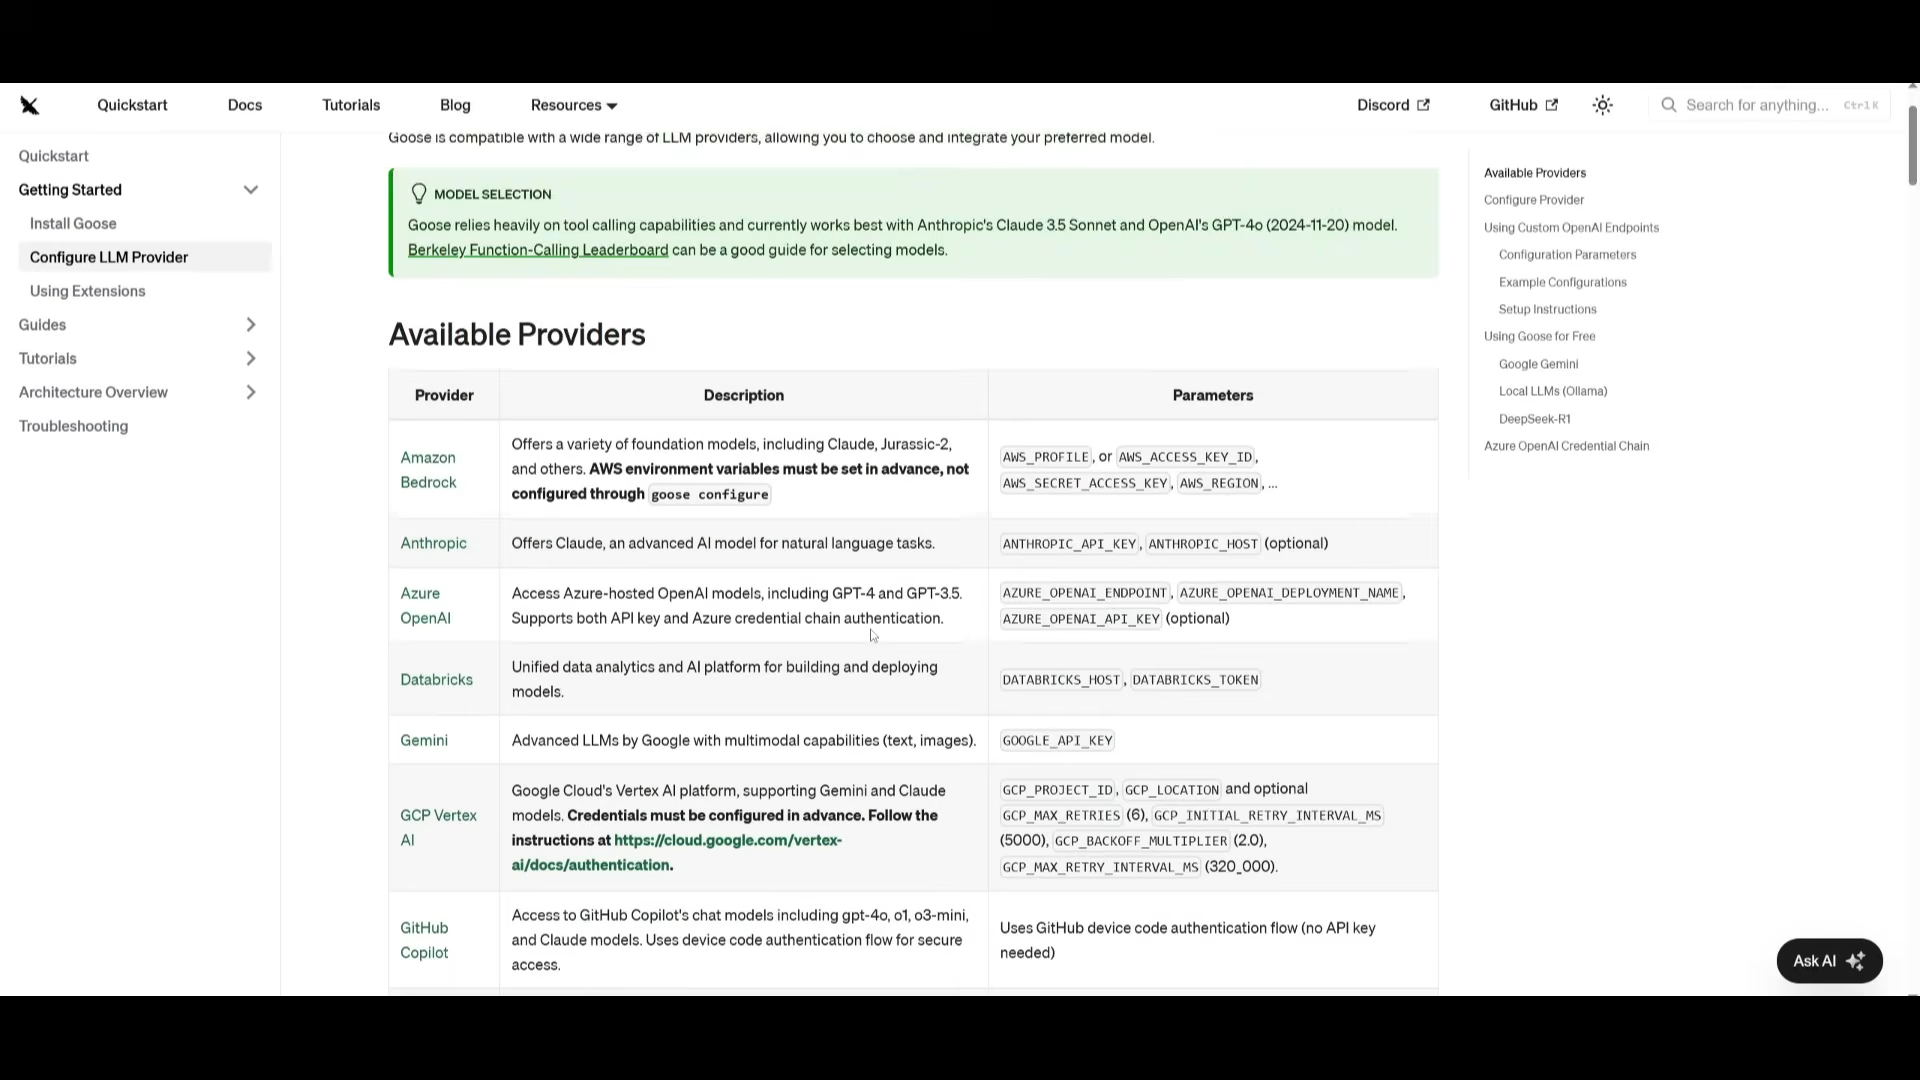 Quickstart
Docs
Tutorials
Blog
Resources
Discord
GitHub
Search for anything... Ctrl K
Quickstart
Getting Started
Install Goose
Configure LLM Provider
Using Extensions
Guides
Tutorials
Architecture Overview
Troubleshooting
Goose is compatible with a wide range of LLM providers, allowing you to choose and integrate your preferred model.
MODEL SELECTION
Goose relies heavily on tool calling capabilities and currently works best with Anthropic's Claude 3.5 Sonnet and OpenAI's GPT-4o (2024-11-20) model.
Berkeley Function-Calling Leaderboard can be a good guide for selecting models.
Available Providers
Provider
Description
Parameters
Amazon
Bedrock
Offers a variety of foundation models, including Claude, Jurassic-2,
and others. AWS environment variables must be set in advance, not
configured through goose configure
AWS_PROFILE, or AWS_ACCESS_KEY_ID,
AWS_SECRET_ACCESS_KEY, AWS_REGION, ...
Anthropic
Offers Claude, an advanced AI model for natural language tasks.
ANTHROPIC_API_KEY, ANTHROPIC_HOST (optional)
Azure
OpenAI
Access Azure-hosted OpenAI models, including GPT-4 and GPT-3.5.
Supports both API key and Azure credential chain authentication.
AZURE_OPENAI_ENDPOINT, AZURE_OPENAI_DEPLOYMENT_NAME,
AZURE_OPENAI_API_KEY (optional)
Databricks
Unified data analytics and AI platform for building and deploying
models.
DATABRICKS_HOST, DATABRICKS_TOKEN
Gemini
Advanced LLMs by Google with multimodal capabilities (text, images).
GOOGLE_API_KEY
GCP Vertex
AI
Google Cloud's Vertex AI platform, supporting Gemini and Claude
models. Credentials must be configured in advance. Follow the
instructions at https://cloud.google.com/vertex-
ai/docs/authentication.
GCP_PROJECT_ID, GCP_LOCATION and optional
GCP_MAX_RETRIES (6), GCP_INITIAL_RETRY_INTERVAL_MS
(5000), GCP_BACKOFF_MULTIPLIER (2.0),
GCP_MAX_RETRY_INTERVAL_MS (320_000).
GitHub
Copilot
Access to GitHub Copilot's chat models including gpt-4o, o1, o3-mini,
and Claude models. Uses device code authentication flow for secure
access.
Uses GitHub device code authentication flow (no API key
needed)
Available Providers
Configure Provider
Using Custom OpenAI Endpoints
Configuration Parameters
Example Configurations
Setup Instructions
Using Goose for Free
Google Gemini
Local LLMs (Ollama)
DeepSeek-R1
Azure OpenAI Credential Chain
Ask AI